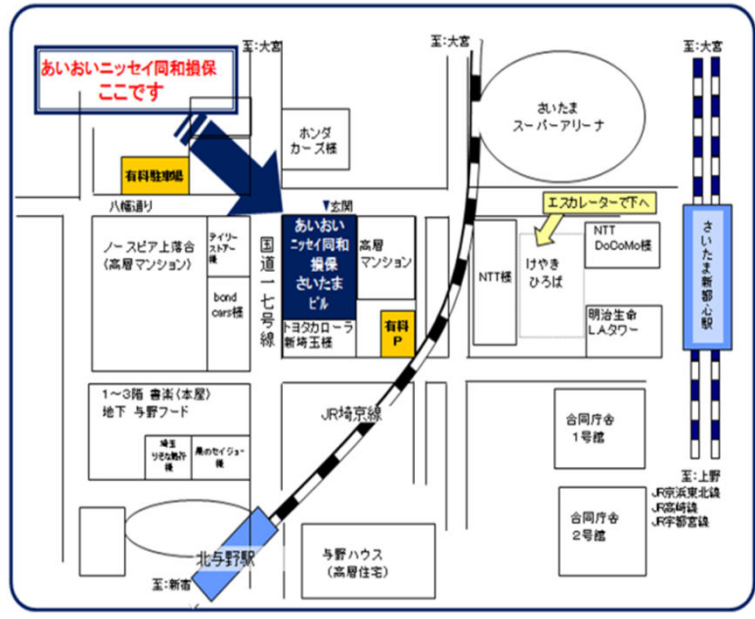 あいおいニッセイ同和損保
ここです
至:大宮
至:大宮
至:大宮
ホンダ
カーズ様
さいたま
スーパーアリーナ
有料駐車場
八幡通り
▼玄関
エスカレーターで下へ
ノースピア上落合
(高層マンション)
デイリー
ストアー
様
bond
cars様
国道一七号線
あいおい
ニッセイ同和
損保
さいたま
ビル
高層
マンション
トヨタカローラ
新埼玉様
有料
P
NTT様
けやき
ひろば
NTT
DoCoMo様
明治生命
L.Aタワー
さいたま新都心駅
1～3階 書楽(本屋)
地下 与野フード
埼玉
りそな銀行
様
黒のセイジョー
様
JR埼京線
合同庁舎
1号館
合同庁舎
2号館
至:上野
JR京浜東北線
JR高崎線
JR宇都宮線
北与野駅
至:新宿
与野ハウス
(高層住宅)